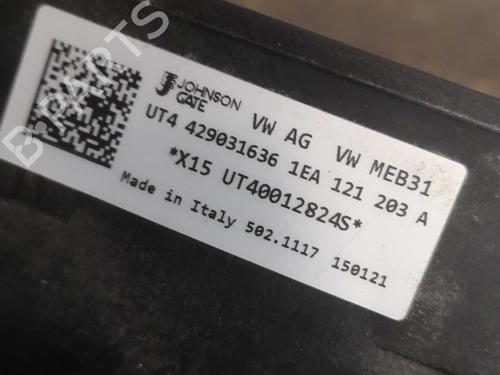 JOHNSON
GATE
VW AG VW MEB31
UT4 429031636 1EA 121 203 A
*X15 UT40012824S*
Made in Italy 502.1117 150121
B-PARTS